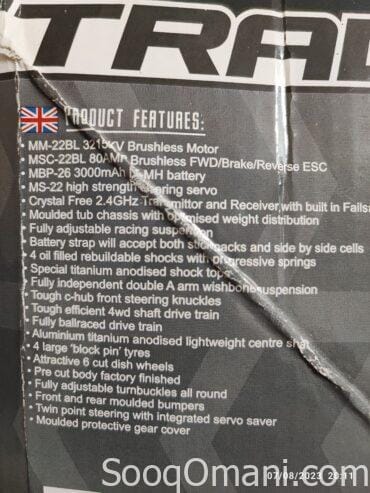 TRA
PRODUCT FEATURES:
• MM-22BL 3215KV Brushless Motor
• MSC-22BL 80AMP Brushless FWD/Brake/Reverse ESC
• MBP-26 3000mAh -MH battery
• MS-22 high strength servo
• Crystal Free 2.4GHz and Receiver with built in Fails
• Moulded tub chassis with optimised weight distribution
• Fully adjustable racing suspension
• Battery strap will accept both stick packs and side by side cells
• 4 oil filled rebuildable shocks with progressive springs
• Special titanium anodised shock tops
• Fully independent double A arm wishbone suspension
• Tough c-hub front steering knuckles
• Tough efficient 4wd shaft drive train
• Fully ballraced drive train
• Aluminium titanium anodised lightweight centre shaft
• 4 large 'block pin' tyres
• Attractive 6 cut dish wheels
• Pre cut body factory finished
• Fully adjustable turnbuckles all round
• Front and rear moulded bumpers
• Twin point steering with integrated servo saver
• Moulded protective gear cover
07/08/2023 20:11
SooqOmani.com